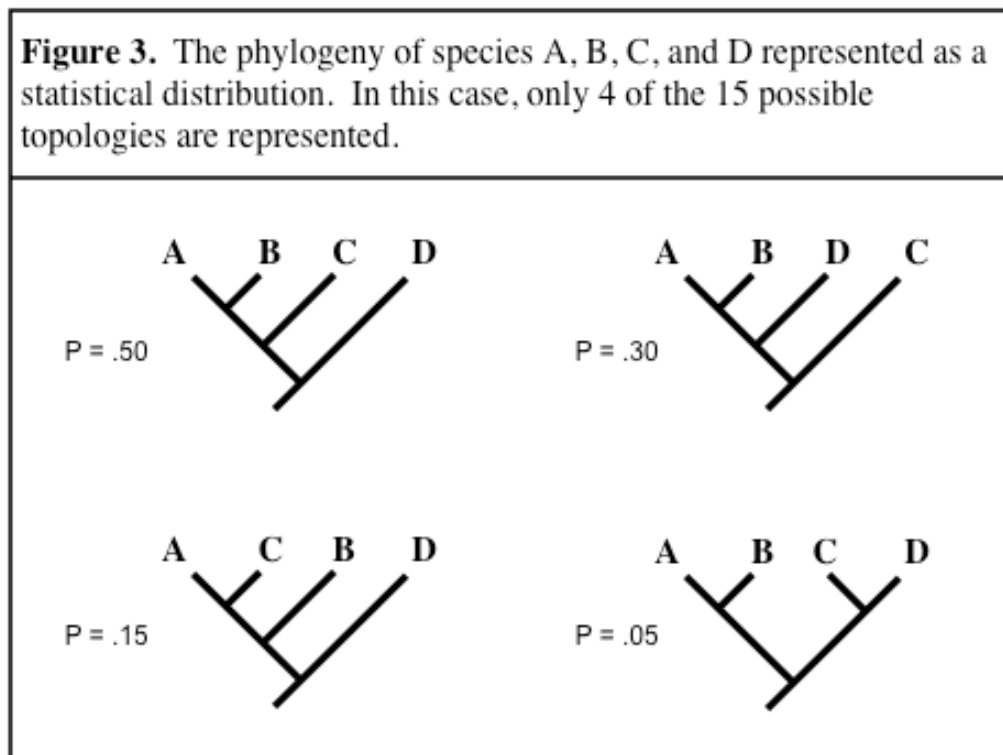 Figure 3. The phylogeny of species A, B, C, and D represented as a
statistical distribution. In this case, only 4 of the 15 possible
topologies are represented.
A B C D
P = .50
A B D C
P = .30
A C B D
P = .15
A B C D
P = .05